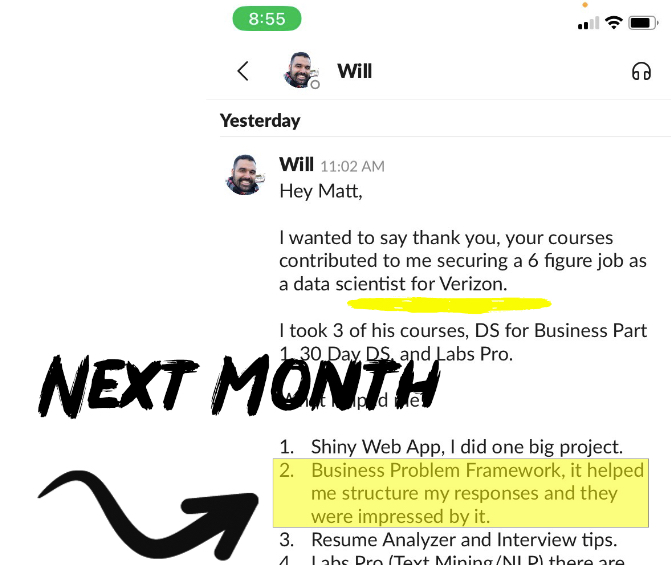 8:55
Will
Yesterday
Will 11:02 AM
Hey Matt,
I wanted to say thank you, your courses
contributed to me securing a 6 figure job as
a data scientist for Verizon.
I took 3 of his courses, DS for Business Part
1, 30 Day DS, and Labs Pro.
NEXT MONTH
me?
1. Shiny Web App, I did one big project.
2. Business Problem Framework, it helped
me structure my responses and they
were impressed by it.
3. Resume Analyzer and Interview tips.
4. Labs Pro (Text Mining/NLP) there are